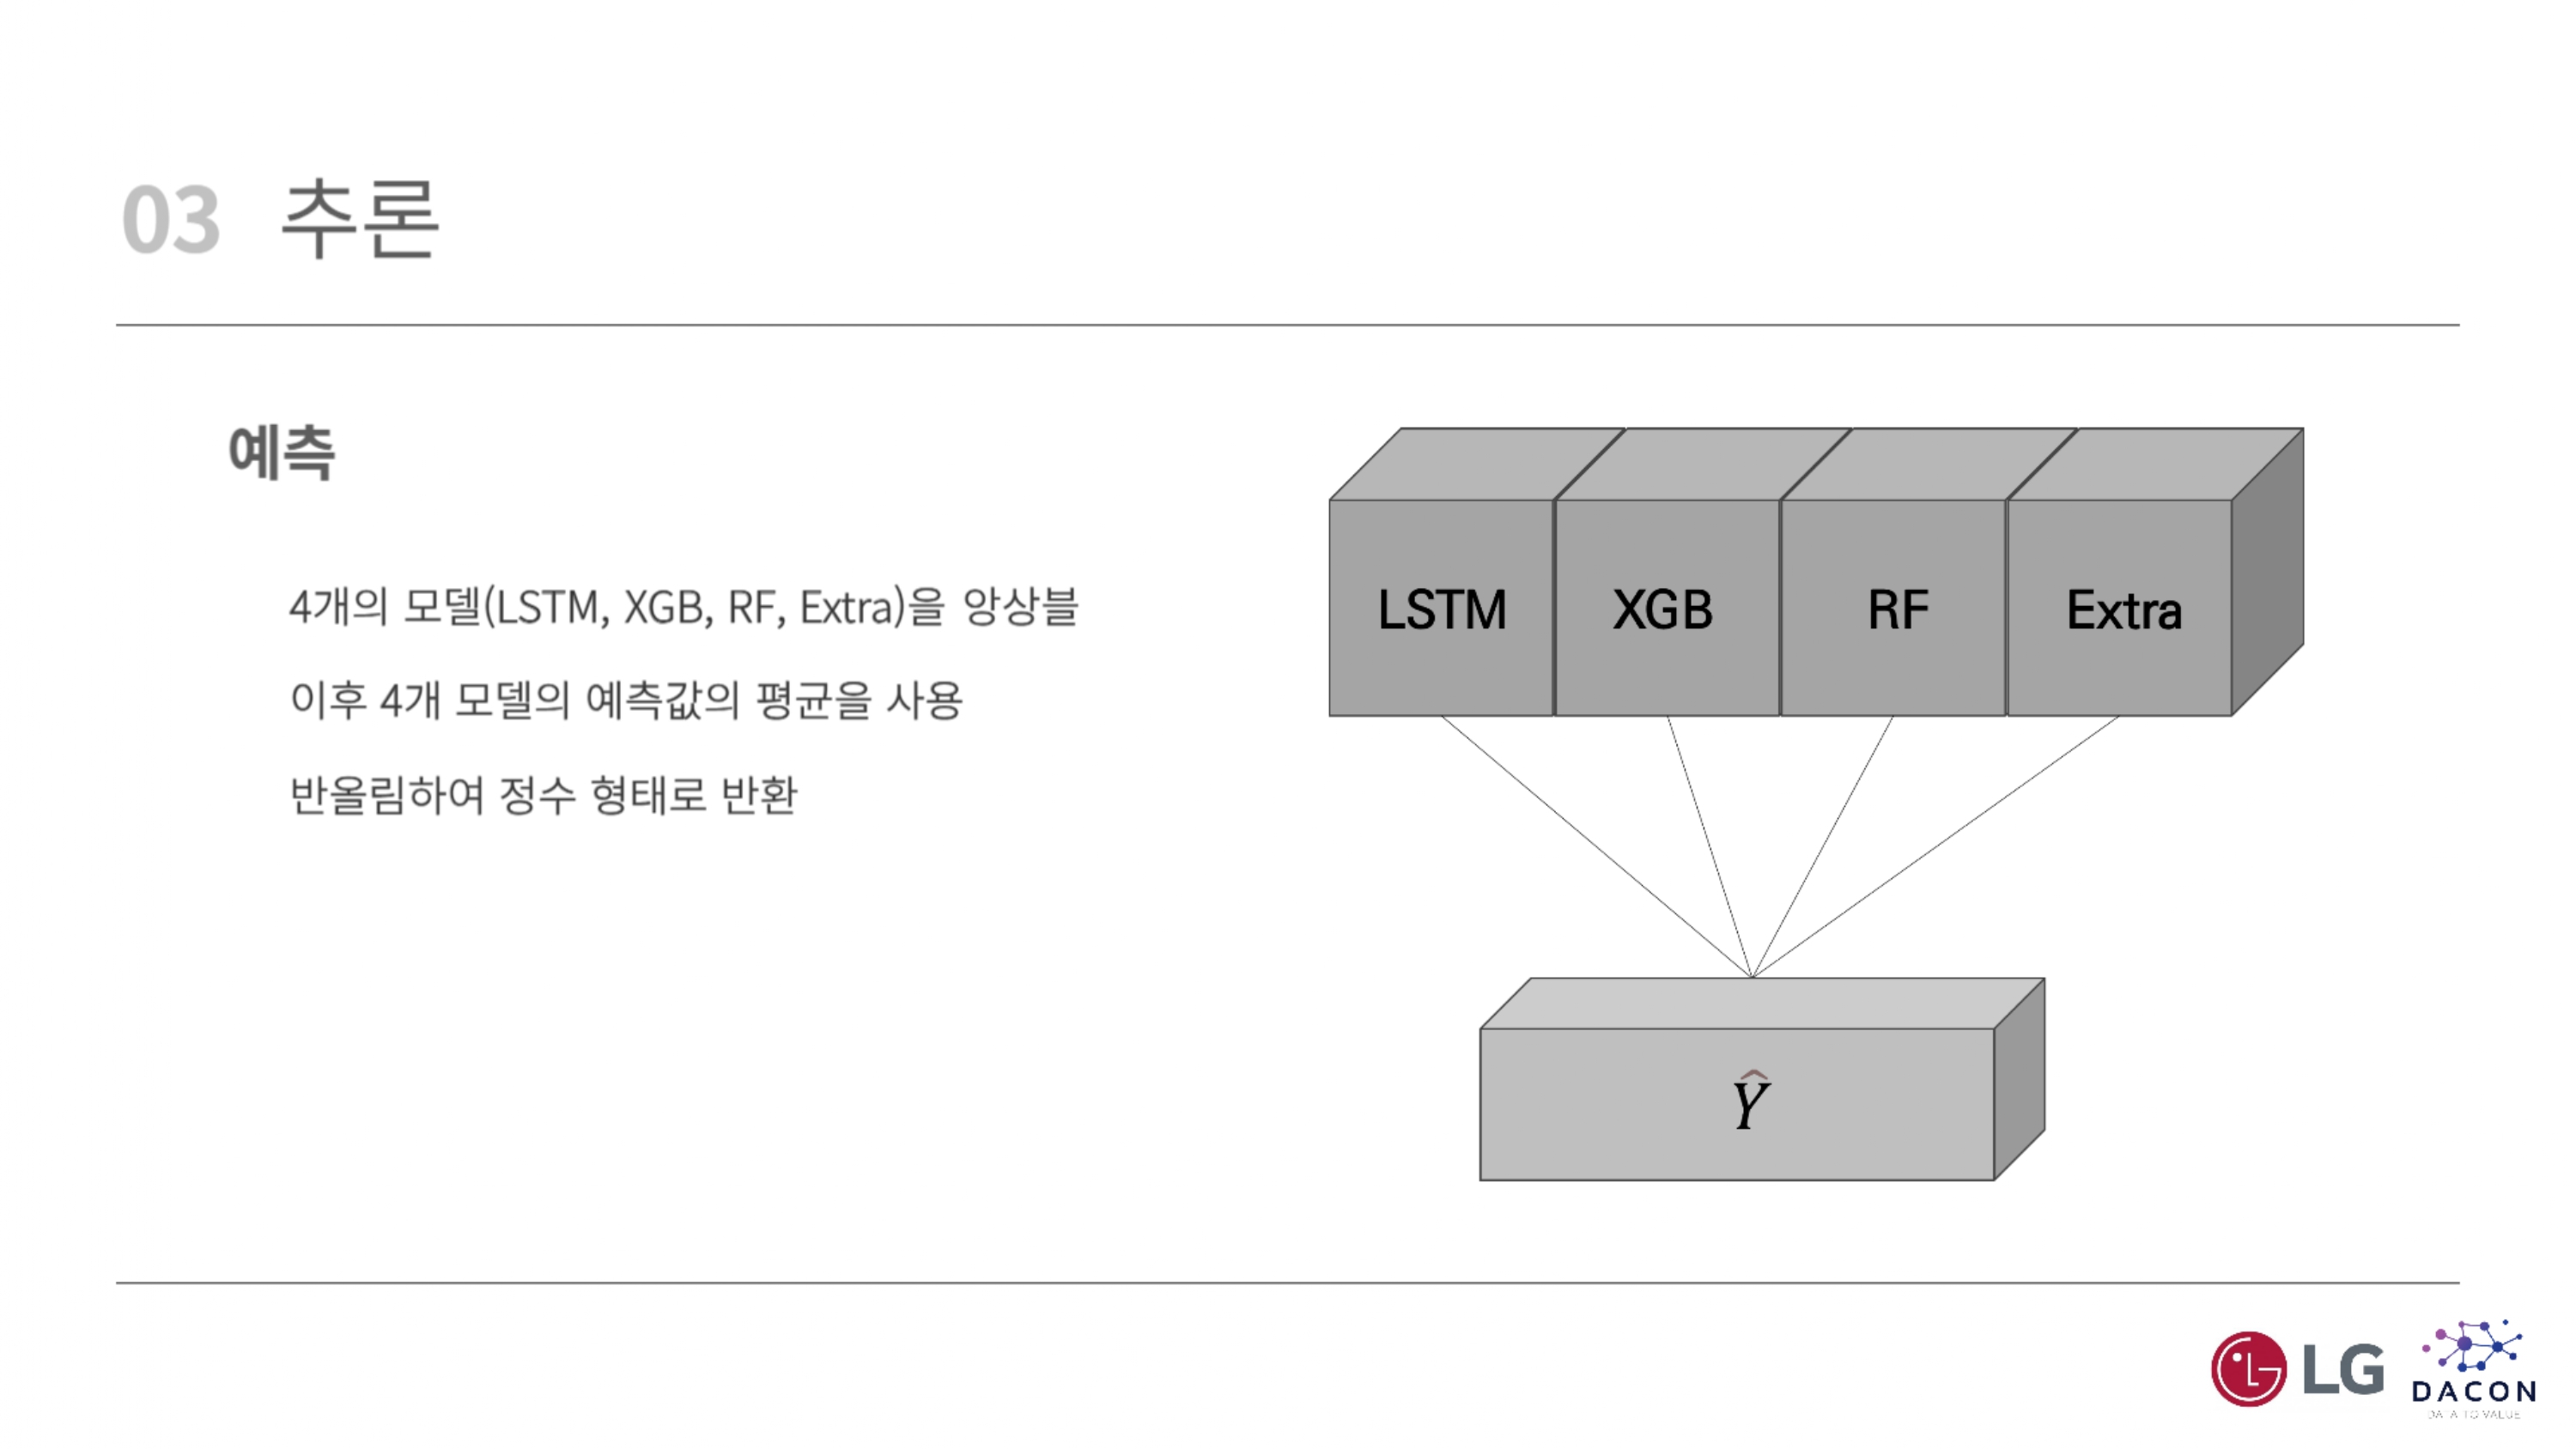 03 추론
예측
4개의 모델(LSTM, XGB, RF, Extra)을 앙상블
이후 4개 모델의 예측값의 평균을 사용
반올림하여 정수 형태로 반환
LSTM XGB RF Extra
Ŷ
LG
DACON
DATA TO VALUE